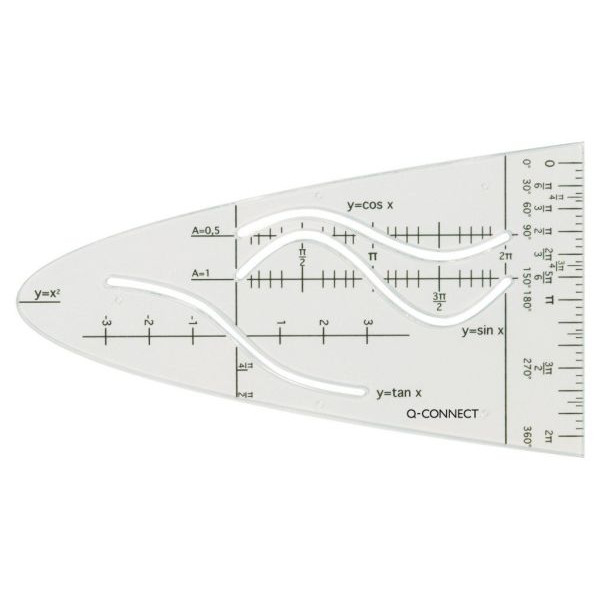 y=cos x
A=0,5
π/2
π
2π
A=1
3π/2
y=x²
y=sin x
-3 -2 -1 1 2 3
y=tan x
π/4
π/2
Q-CONNECT
0° 0
30° π/6
π/4
60° π/3
90° π/2
3π/4
150° 5π/6
180° π
270° 3π/2
360° 2π